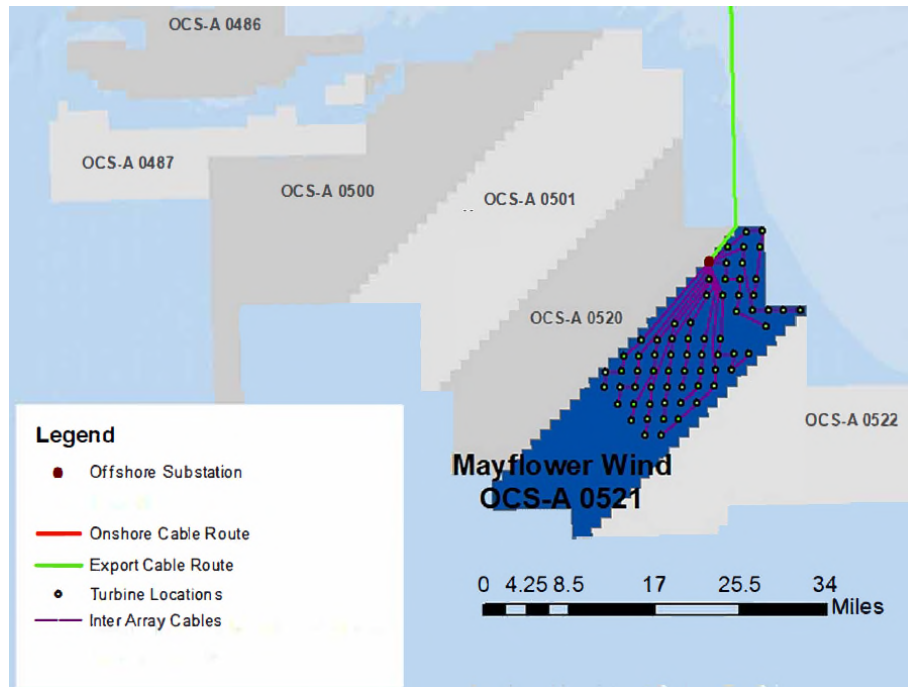 OCS-A 0486
OCS-A 0487
OCS-A 0500
OCS-A 0501
OCS-A 0520
OCS-A 0522
Mayflower Wind
OCS-A 0521
Legend
Offshore Substation
Onshore Cable Route
Export Cable Route
Turbine Locations
Inter Array Cables
0 4.25 8.5 17 25.5 34
Miles